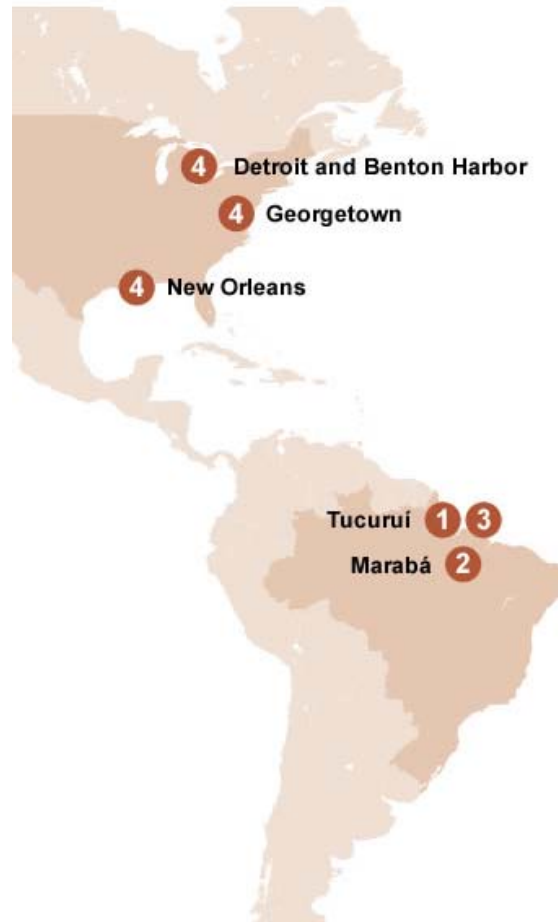 4 Detroit and Benton Harbor
4 Georgetown
4 New Orleans
Tucuruí 1 3
Marabá 2